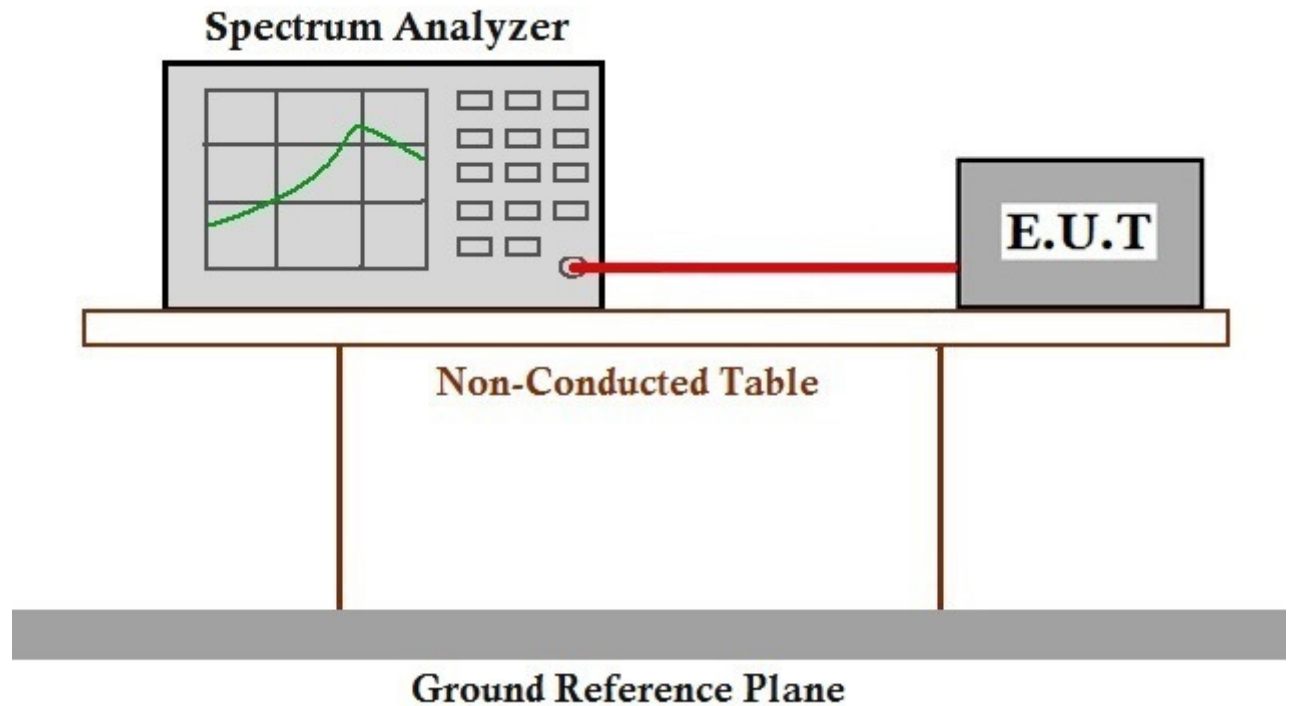 Spectrum Analyzer
E.U.T
Non-Conducted Table
Ground Reference Plane